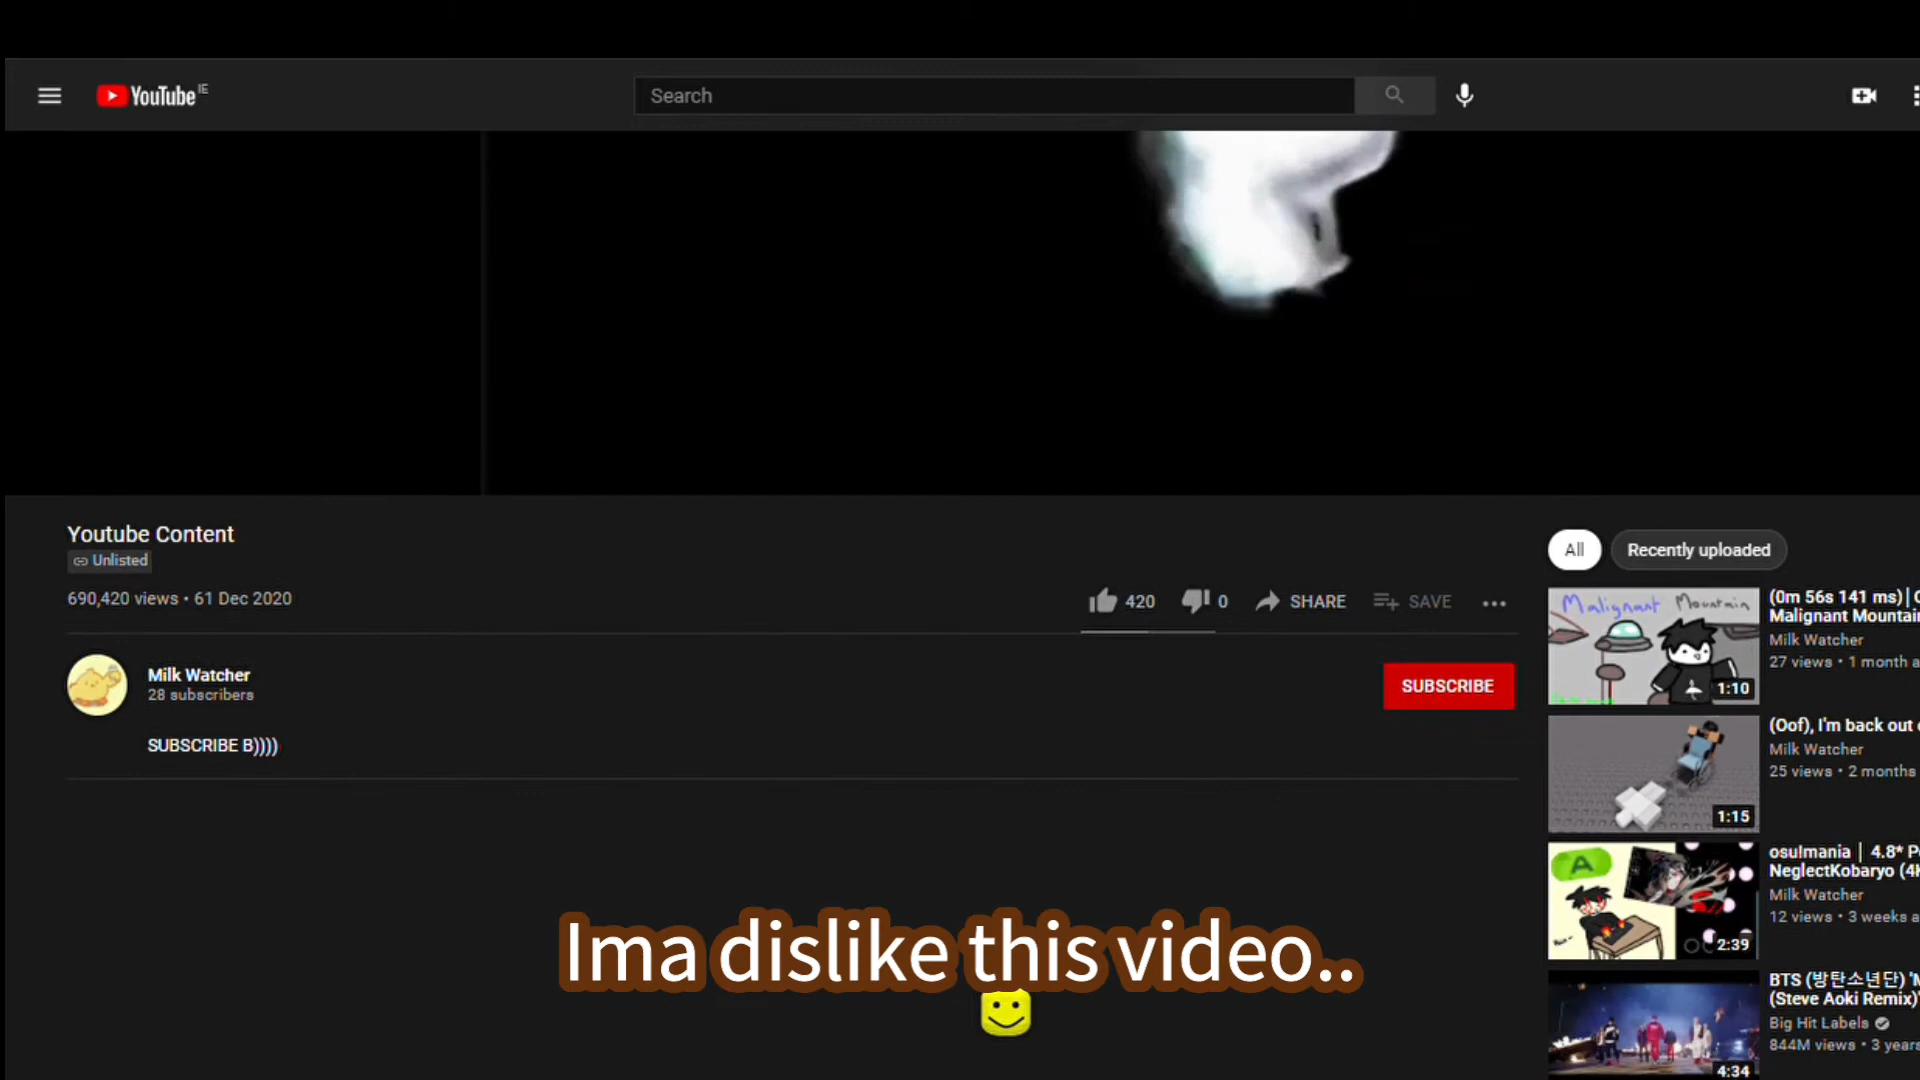 YouTube IE
Search
Youtube Content
Unlisted
690,420 views • 61 Dec 2020
420
0
SHARE
SAVE
Milk Watcher
28 subscribers
SUBSCRIBE
SUBSCRIBE B))))
All
Recently uploaded
Malignant Mountain
1:10
(0m 56s 141 ms)|
Malignant Mountain
Milk Watcher
27 views • 1 month a
1:15
(Oof), I'm back out
Milk Watcher
25 views • 2 months
A
2:39
osu!mania | 4.8*
NeglectKobaryo (4K
Milk Watcher
12 views • 3 weeks a
4:34
BTS (방탄소년단) 'M
(Steve Aoki Remix)'
Big Hit Labels
844M views • 3 years
Ima dislike this video..